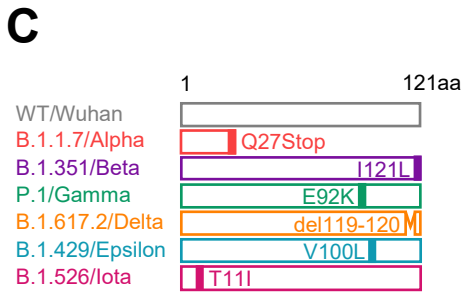 C
1 121aa
WT/Wuhan
B.1.1.7/Alpha Q27Stop
B.1.351/Beta I121L
P.1/Gamma E92K
B.1.617.2/Delta del119-120
B.1.429/Epsilon V100L
B.1.526/Iota T11I